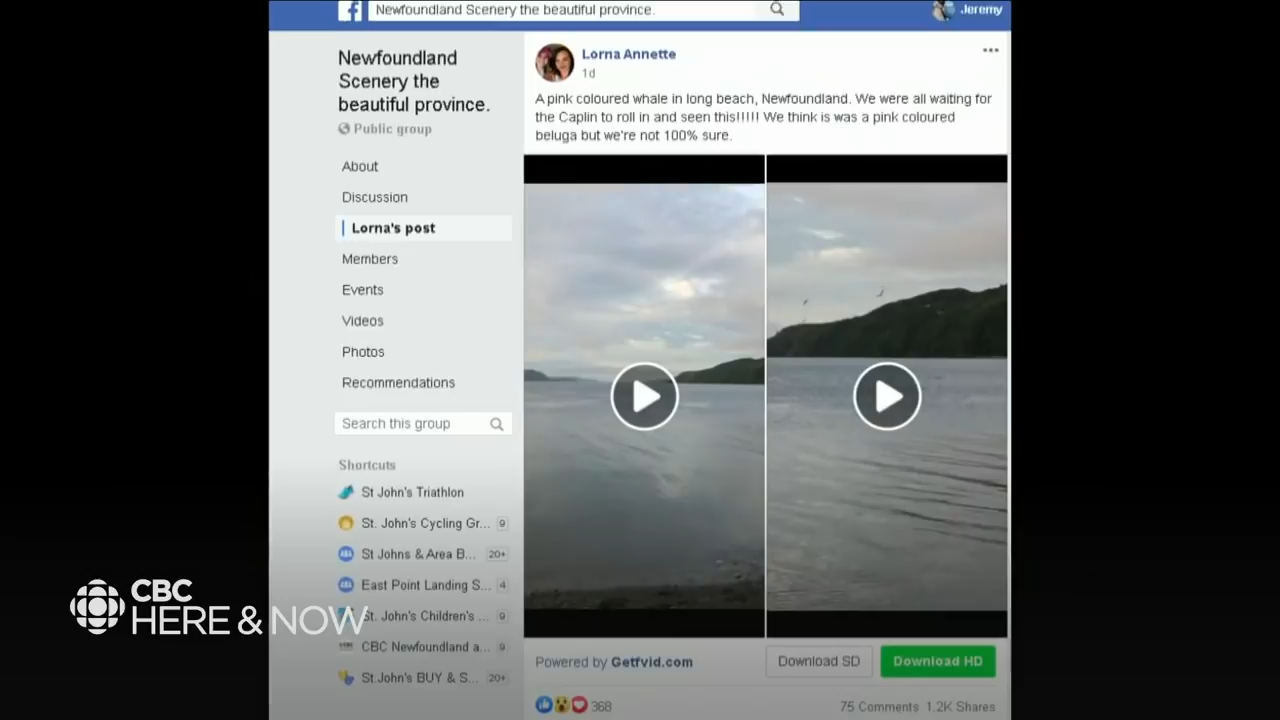 Newfoundland Scenery the beautiful province.
Jeremy
Newfoundland
Scenery the
beautiful province.
Public group
About
Discussion
Lorna's post
Members
Events
Videos
Photos
Recommendations
Search this group
Shortcuts
St John's Triathlon
St. John's Cycling Gr... 9
St Johns & Area B... 20+
East Point Landing S... 4
St. John's Children's ... 9
CBC Newfoundland a... 9
St.John's BUY & S... 20+
Lorna Annette
1d
A pink coloured whale in long beach, Newfoundland. We were all waiting for
the Caplin to roll in and seen this!!!!! We think is was a pink coloured
beluga but we're not 100% sure.
Powered by Getfvid.com
Download SD
Download HD
368
75 Comments 1.2K Shares
CBC
HERE & NOW